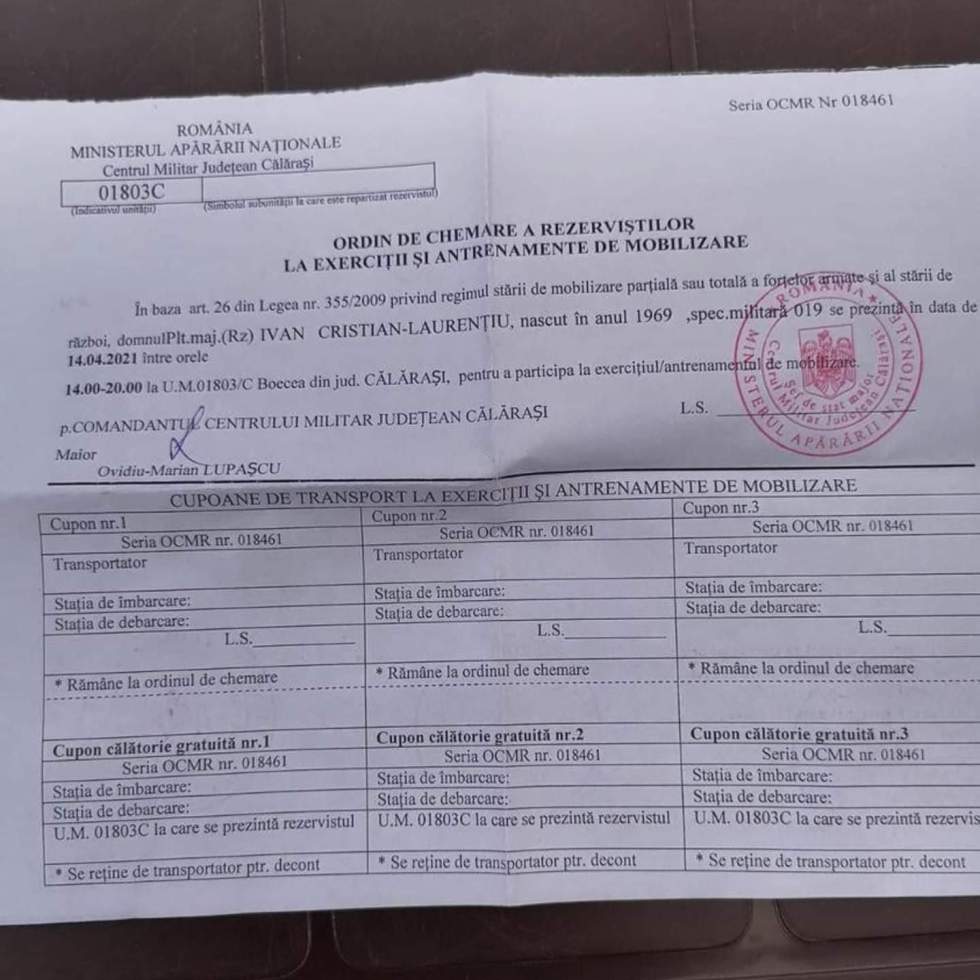 Seria OCMR Nr 018461
ROMÂNIA
MINISTERUL APĂRĂRII NAȚIONALE
Centrul Militar Județean Călărași
01803C
(Indicativul unității) (Simbolul subunității la care este repartizat rezervistul)
ORDIN DE CHEMARE A REZERVIȘTILOR
LA EXERCIȚII ȘI ANTRENAMENTE DE MOBILIZARE
În baza art. 26 din Legea nr. 355/2009 privind regimul stării de mobilizare parțială sau totală a forțelor armate și al stării de
război, domnulPlt.maj.(Rz) IVAN CRISTIAN-LAURENȚIU, nascut în anul 1969 ,spec.militară 019 se prezintă în data de
14.04.2021 între orele
14.00-20.00 la U.M.01803/C Boecea din jud. CĂLĂRAȘI, pentru a participa la exercițiul/antrenamentul de mobilizare.
p.COMANDANTUL CENTRULUI MILITAR JUDEȚEAN CĂLĂRAȘI L.S.
Maior
Ovidiu-Marian LUPAȘCU
ROMÂNIA
MINISTERUL APĂRĂRII NAȚIONALE
Centrul Militar Județean Călărași
Șef de stat major
CUPOANE DE TRANSPORT LA EXERCIȚII ȘI ANTRENAMENTE DE MOBILIZARE
Cupon nr.1 Cupon nr.2 Cupon nr.3
Seria OCMR nr. 018461 Seria OCMR nr. 018461 Seria OCMR nr. 018461
Transportator Transportator Transportator
Stația de îmbarcare: Stația de îmbarcare: Stația de îmbarcare:
Stația de debarcare: Stația de debarcare: Stația de debarcare:
L.S. L.S. L.S.
* Rămâne la ordinul de chemare * Rămâne la ordinul de chemare * Rămâne la ordinul de chemare
Cupon călătorie gratuită nr.1 Cupon călătorie gratuită nr.2 Cupon călătorie gratuită nr.3
Seria OCMR nr. 018461 Seria OCMR nr. 018461 Seria OCMR nr. 018461
Stația de îmbarcare: Stația de îmbarcare: Stația de îmbarcare:
Stația de debarcare: Stația de debarcare: Stația de debarcare:
U.M. 01803C la care se prezintă rezervistul U.M. 01803C la care se prezintă rezervistul U.M. 01803C la care se prezintă rezervis
* Se reține de transportator ptr. decont * Se reține de transportator ptr. decont * Se reține de transportator ptr. decont